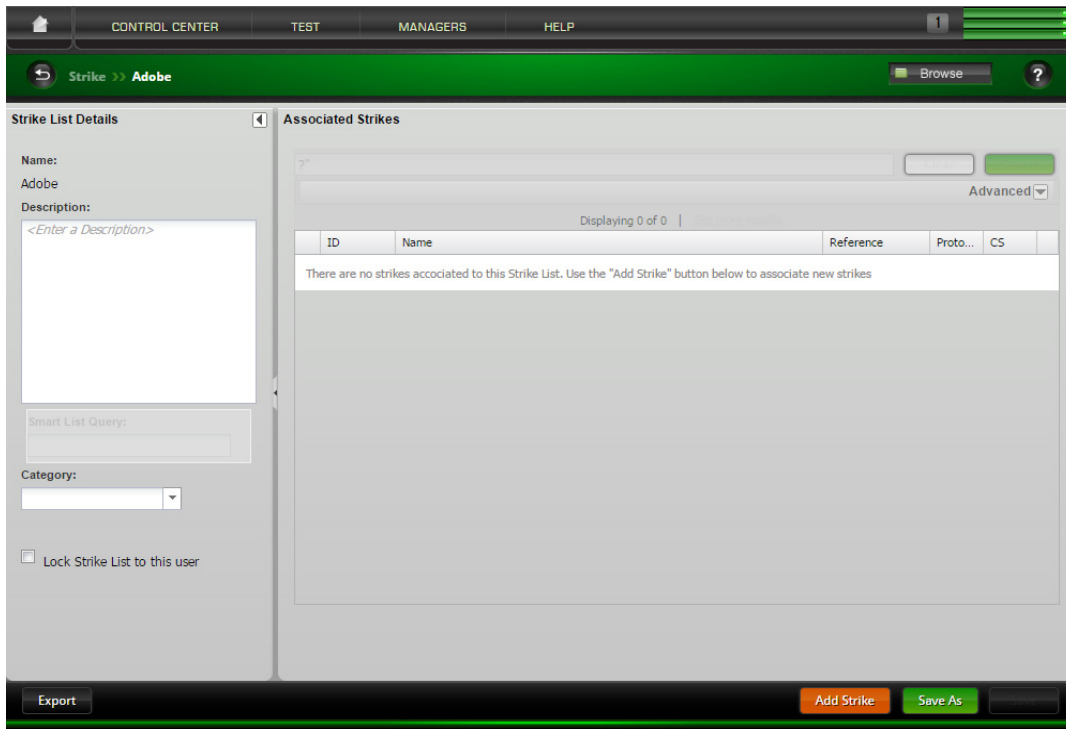 CONTROL CENTER TEST MANAGERS HELP 1
Strike >> Adobe Browse ?
Strike List Details Associated Strikes
Name:
Adobe
Description:
<Enter a Description>
?"
Advanced
Displaying 0 of 0 |
ID Name Reference Proto... CS
There are no strikes accociated to this Strike List. Use the "Add Strike" button below to associate new strikes
Smart List Query:
Category:
Lock Strike List to this user
Export Add Strike Save As